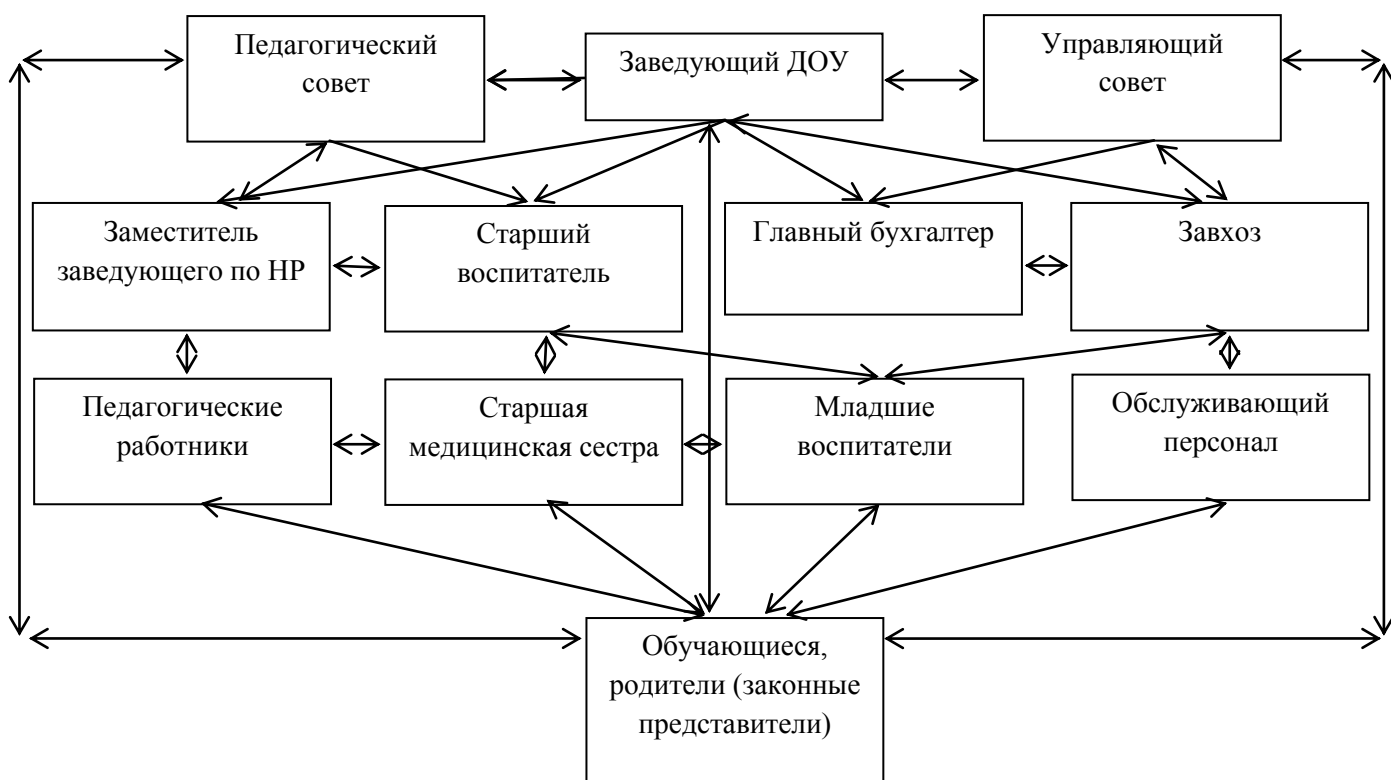 Педагогический
совет
Заведующий ДОУ
Управляющий
совет
Заместитель
заведующего по НР
Старший
воспитатель
Главный бухгалтер
Завхоз
Педагогические
работники
Старшая
медицинская сестра
Младшие
воспитатели
Обслуживающий
персонал
Обучающиеся,
родители (законные
представители)